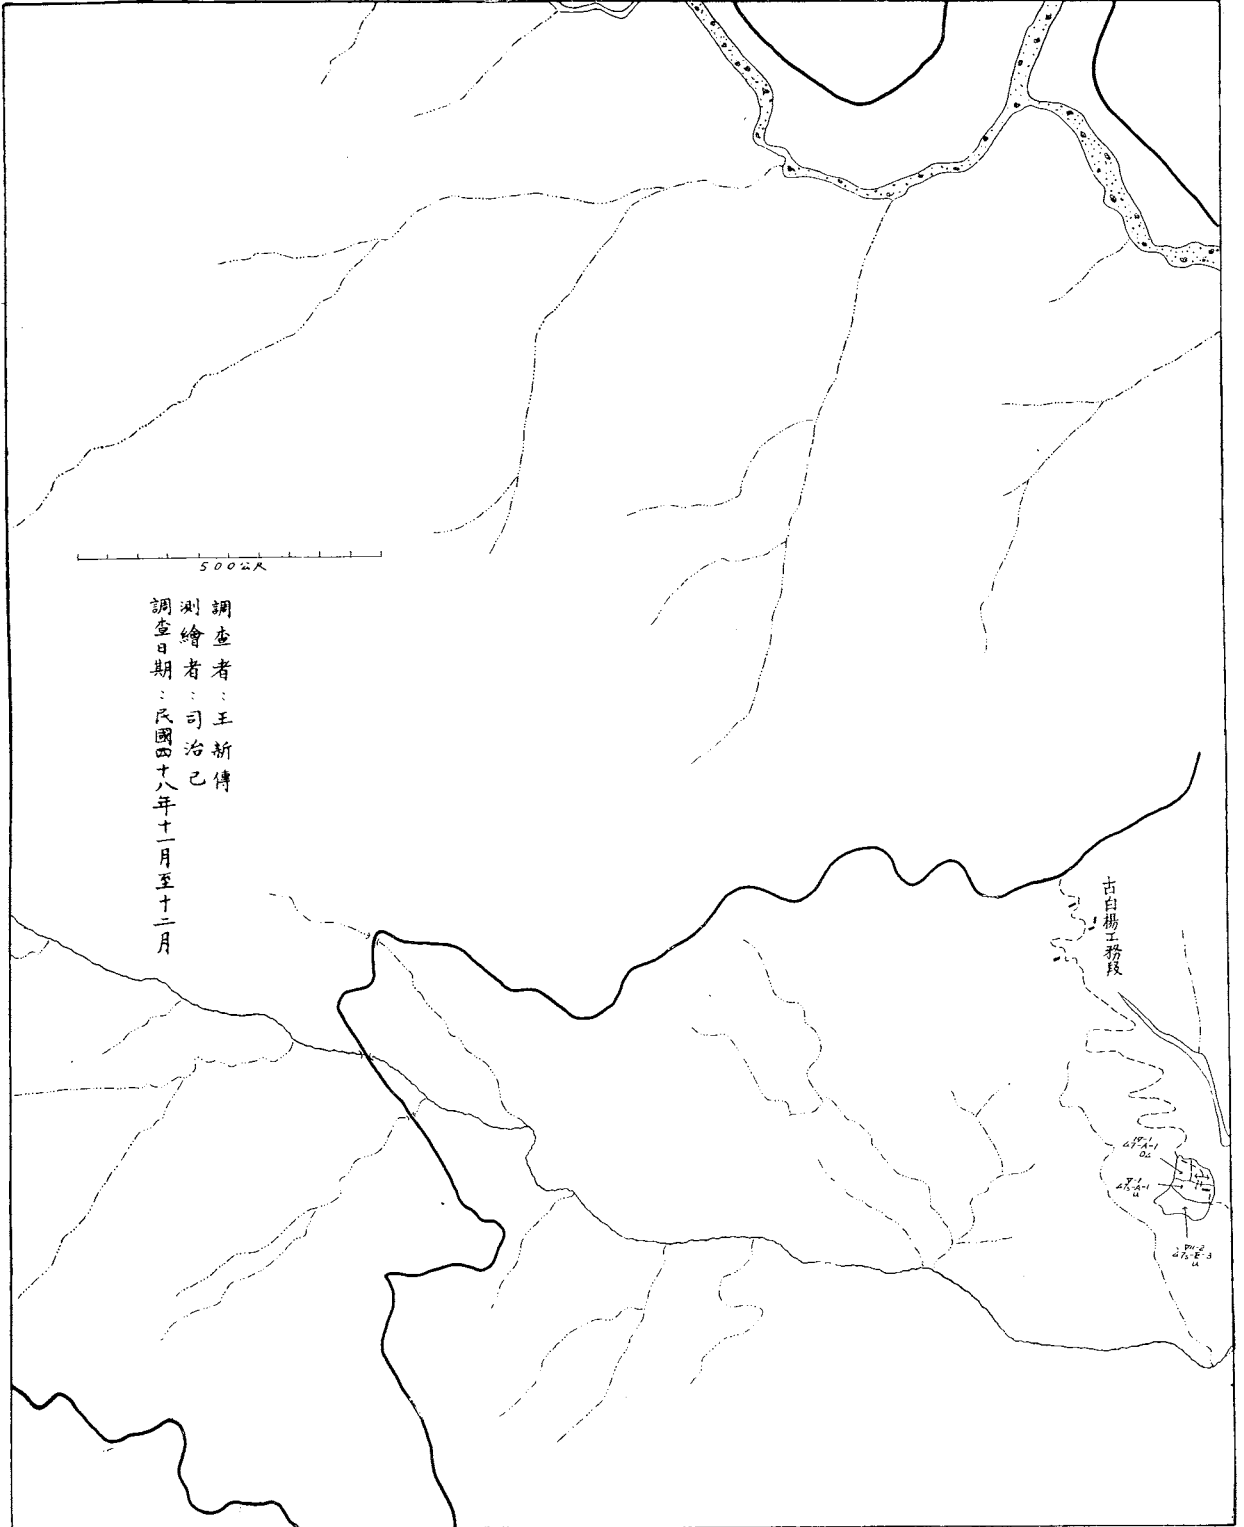 500公尺
調查者：王新傳
測繪者：司治己
調查日期：民國四十八年十一月至十二月
古白楊工務段